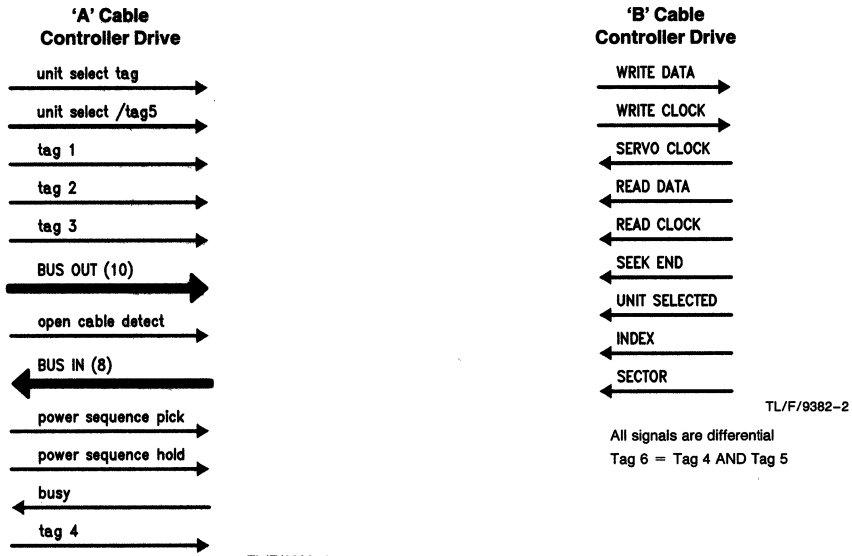 'A' Cable
Controller Drive
unit select tag
unit select /tag5
tag 1
tag 2
tag 3
BUS OUT (10)
open cable detect
BUS IN (8)
power sequence pick
power sequence hold
busy
tag 4
'B' Cable
Controller Drive
WRITE DATA
WRITE CLOCK
SERVO CLOCK
READ DATA
READ CLOCK
SEEK END
UNIT SELECTED
INDEX
SECTOR
TL/F/9382–2
All signals are differential
Tag 6 = Tag 4 AND Tag 5